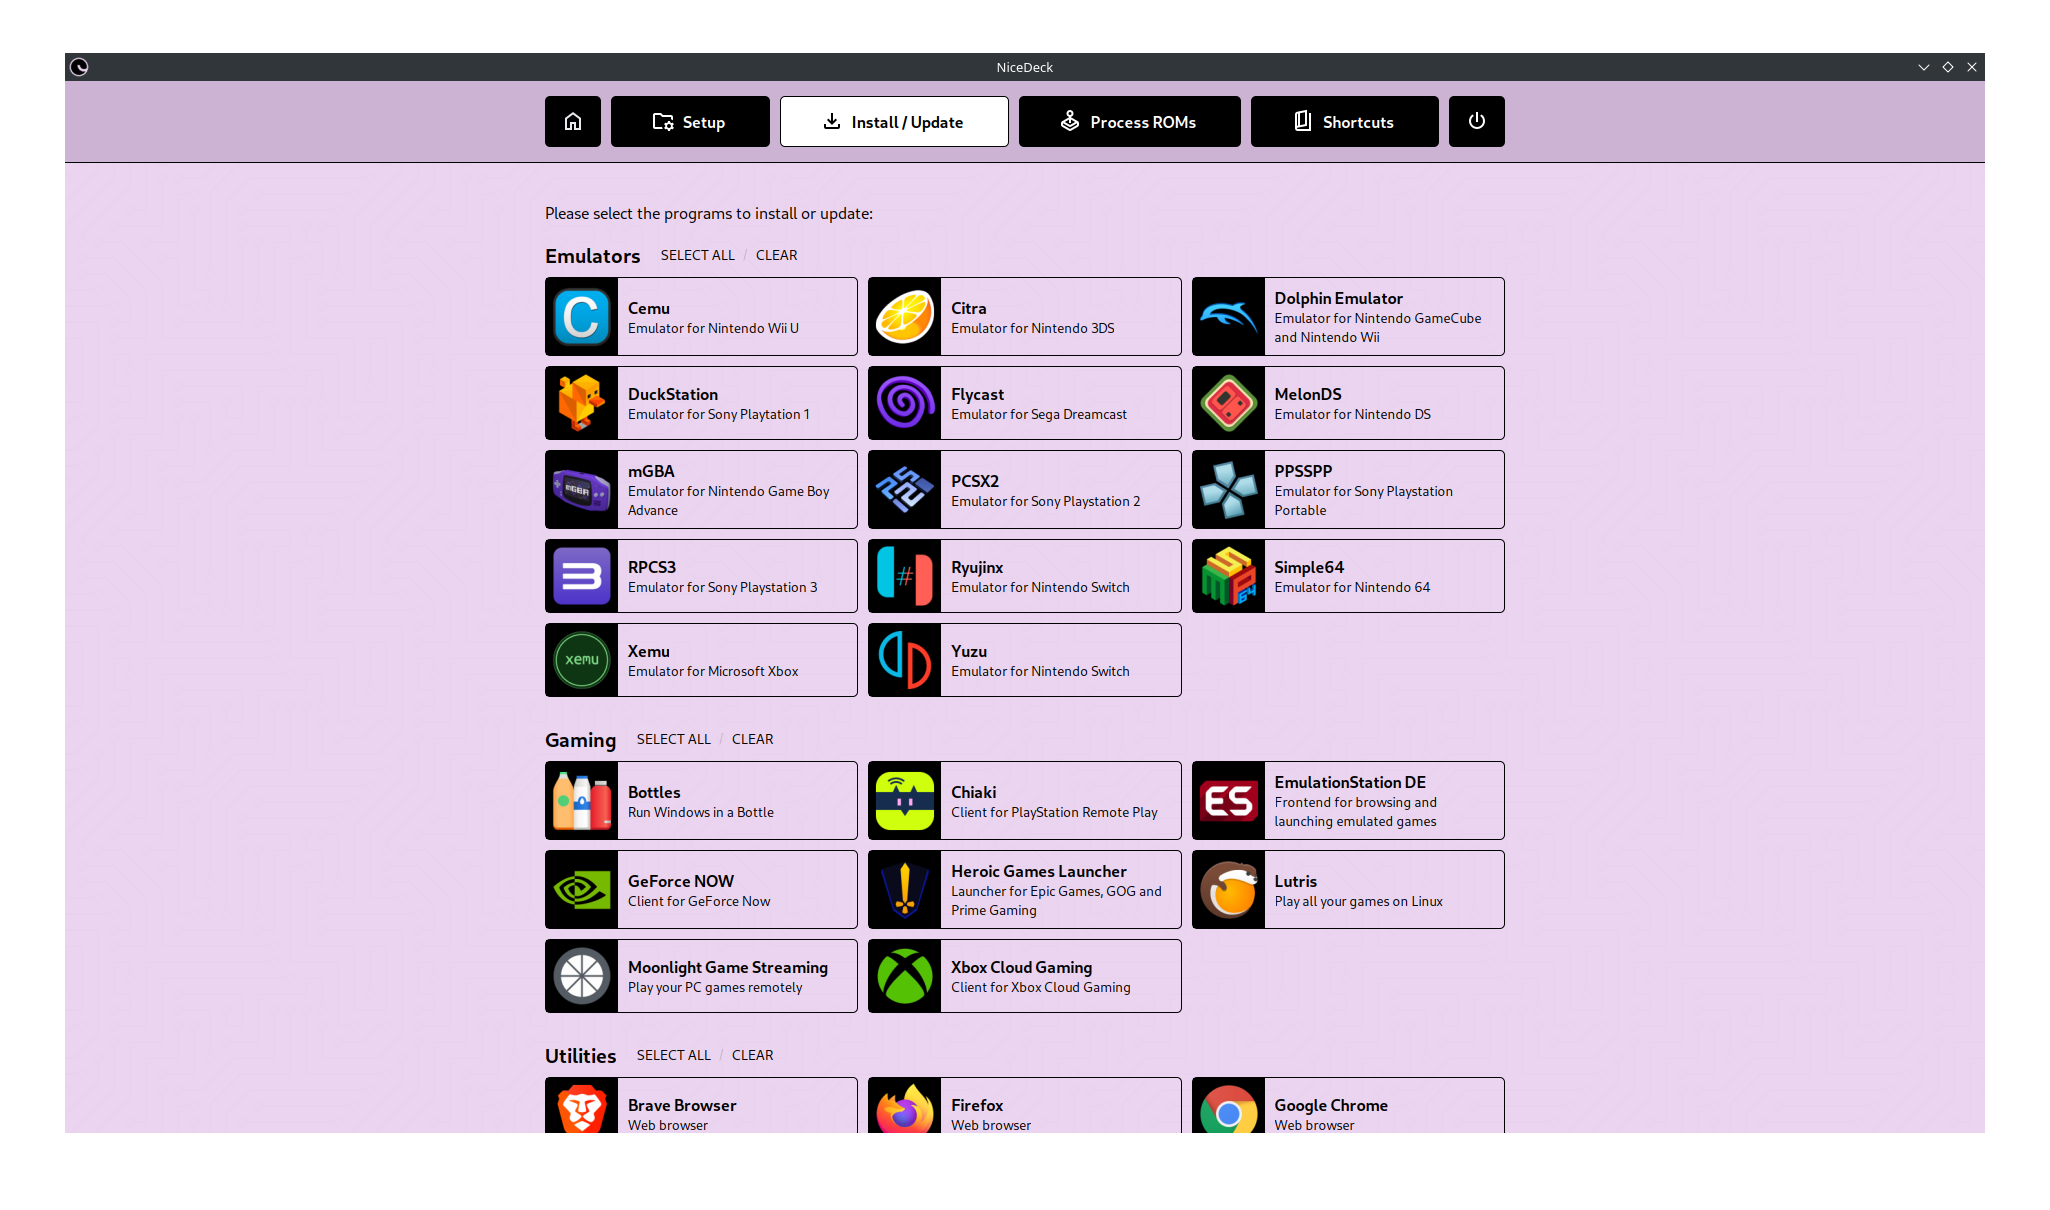 NiceDeck
Setup
Install / Update
Process ROMs
Shortcuts
Please select the programs to install or update:
Emulators SELECT ALL / CLEAR
Cemu
Emulator for Nintendo Wii U
Citra
Emulator for Nintendo 3DS
Dolphin Emulator
Emulator for Nintendo GameCube
and Nintendo Wii
DuckStation
Emulator for Sony Playtation 1
Flycast
Emulator for Sega Dreamcast
MelonDS
Emulator for Nintendo DS
mGBA
mGBA
Emulator for Nintendo Game Boy
Advance
PCSX2
Emulator for Sony Playstation 2
PPSSPP
Emulator for Sony Playstation
Portable
RPCS3
Emulator for Sony Playstation 3
#
Ryujinx
Emulator for Nintendo Switch
Simple64
Emulator for Nintendo 64
xemu
Xemu
Emulator for Microsoft Xbox
Yuzu
Emulator for Nintendo Switch
Gaming SELECT ALL / CLEAR
Bottles
Run Windows in a Bottle
Chiaki
Client for PlayStation Remote Play
ES
EmulationStation DE
Frontend for browsing and
launching emulated games
GeForce NOW
Client for GeForce Now
Heroic Games Launcher
Launcher for Epic Games, GOG and
Prime Gaming
Lutris
Play all your games on Linux
Moonlight Game Streaming
Play your PC games remotely
Xbox Cloud Gaming
Client for Xbox Cloud Gaming
Utilities SELECT ALL / CLEAR
Brave Browser
Web browser
Firefox
Web browser
Google Chrome
Web browser